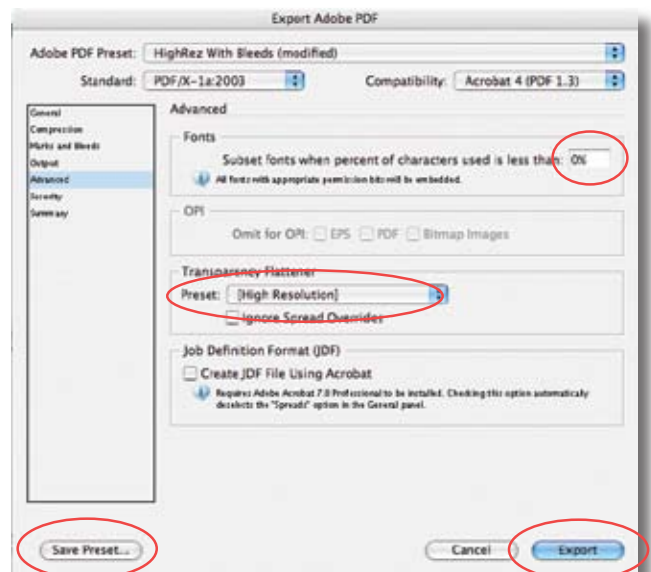 Export Adobe PDF
Adobe PDF Preset: HighRez With Bleeds (modified)
Standard: PDF/X-1a:2003 Compatibility: Acrobat 4 (PDF 1.3)
General
Compression
Marks and Bleeds
Output
Advanced
Security
Summary
Advanced
Fonts
Subset fonts when percent of characters used is less than: 0%
All fonts with appropriate permission bits will be embedded.
OPI
Omit for OPI: EPS PDF Bitmap Images
Transparency Flattener
Preset: [High Resolution]
Ignore Spread Overrides
Job Definition Format (JDF)
Create JDF File Using Acrobat
Requires Adobe Acrobat 7.0 Professional to be installed. Checking this option automatically
deselects the "Spreads" option in the General panel.
Save Preset... Cancel Export